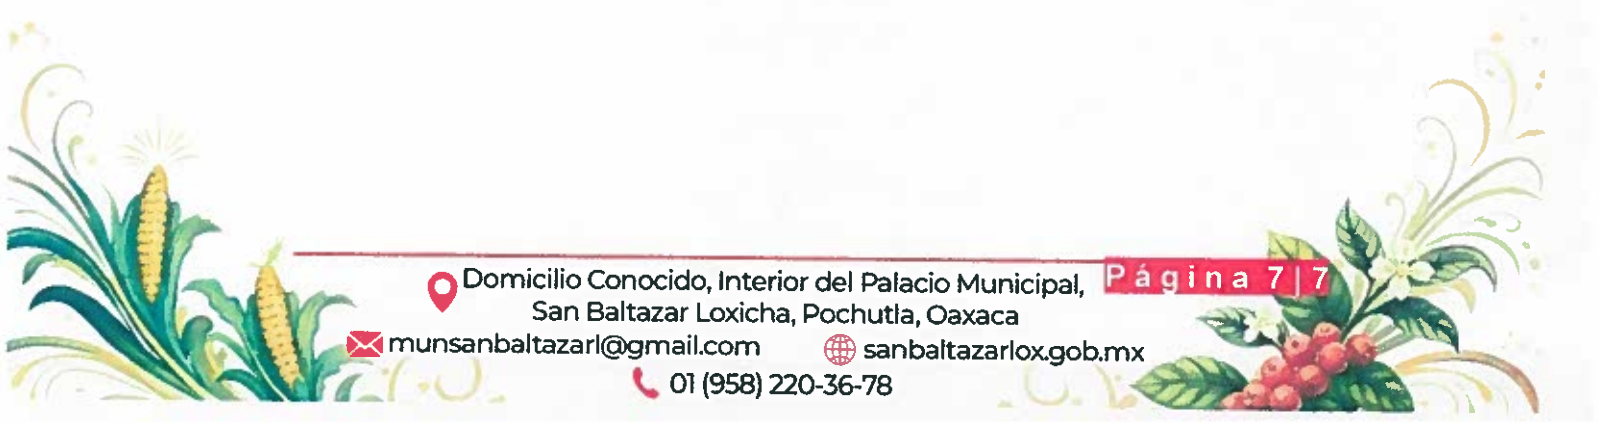 Domicilio Conocido, Interior del Palacio Municipal,
Página 7|7
San Baltazar Loxicha, Pochutla, Oaxaca
munsanbaltazarl@gmail.com
sanbaltazarlox.gob.mx
01 (958) 220-36-78